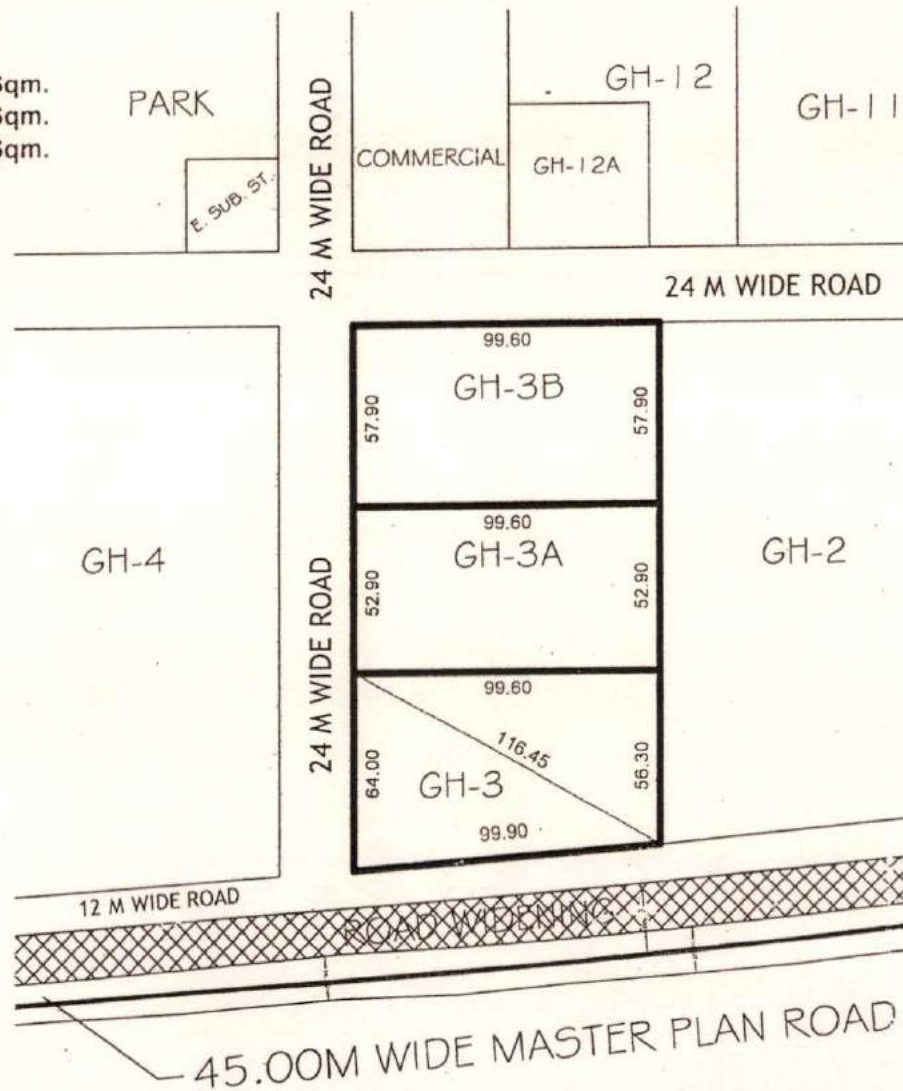 Sqm.
Sqm.
Sqm.
PARK
E. SUB. ST.
24 M WIDE ROAD
COMMERCIAL
GH-12
GH-12A
GH-11
24 M WIDE ROAD
99.60
GH-3B
57.90
57.90
99.60
GH-3A
52.90
52.90
GH-4
24 M WIDE ROAD
GH-2
99.60
116.45
64.00
56.30
GH-3
99.90
12 M WIDE ROAD
ROAD WIDENING
45.00M WIDE MASTER PLAN ROAD